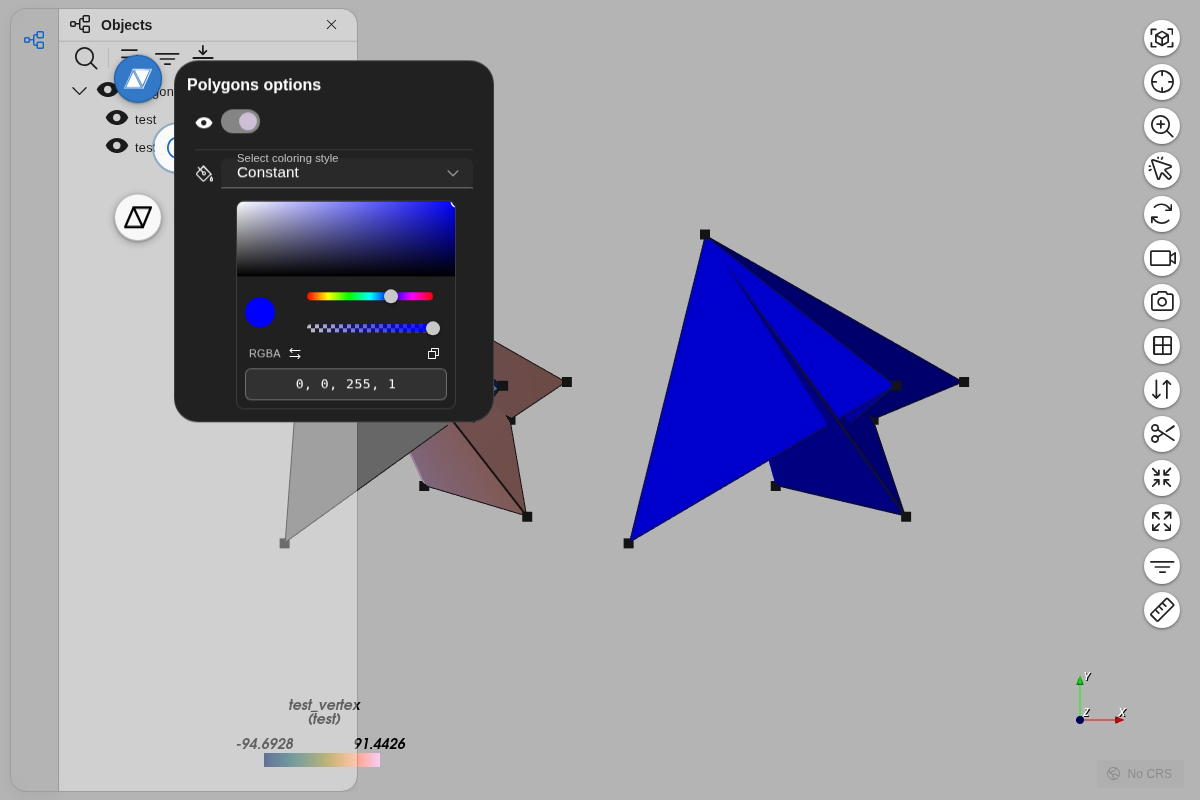 Objects
Polygons options
test
Select coloring style
Constant
RGBA
0, 0, 255, 1
test_vertex
(test)
-94.6928 91.4426
Y
Z X
No CRS